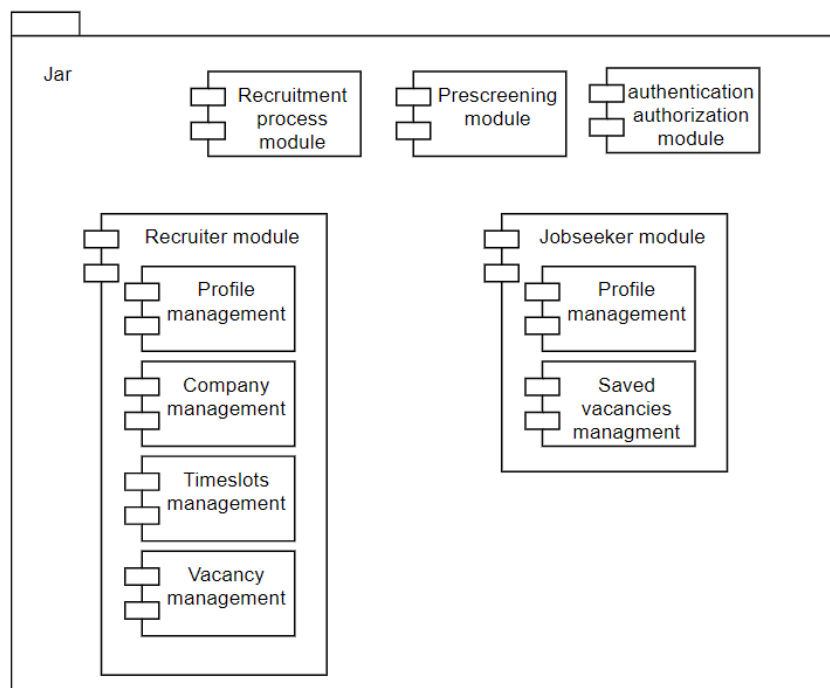 Jar
Recruitment
process
module
Prescreening
module
authentication
authorization
module
Recruiter module
Profile
management
Company
management
Timeslots
management
Vacancy
management
Jobseeker module
Profile
management
Saved
vacancies
managment